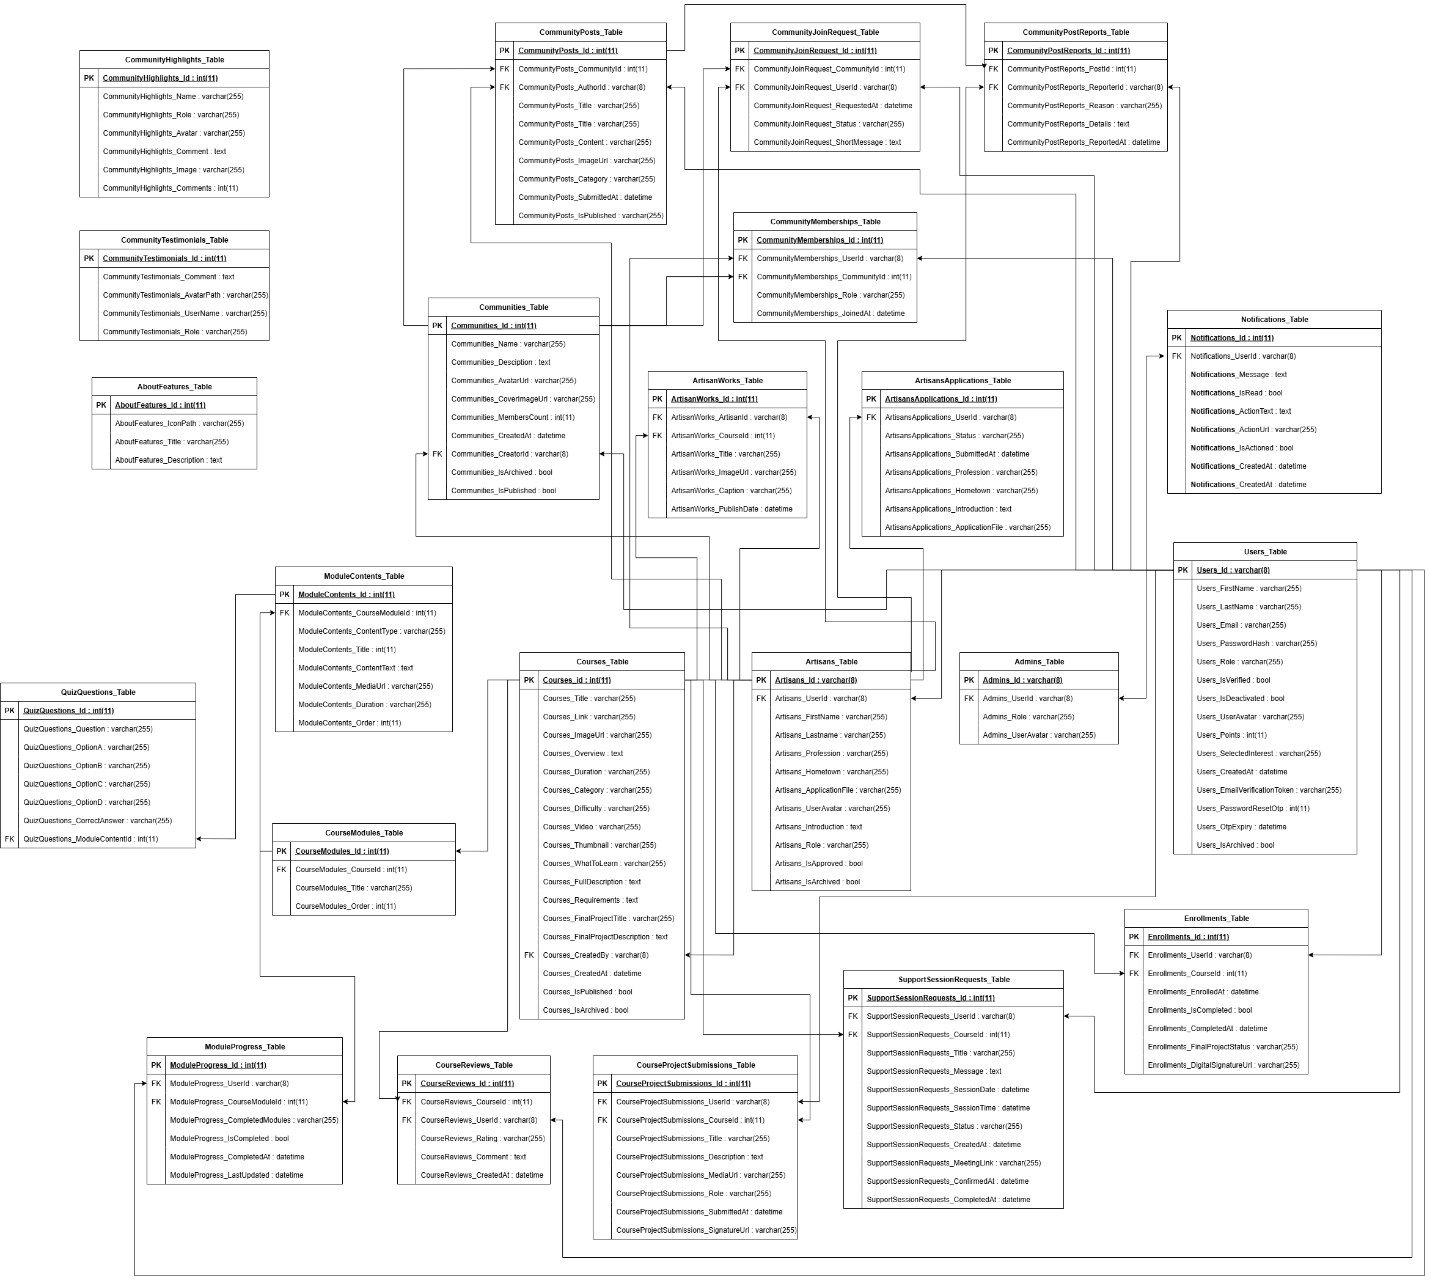 CommunityPosts_Table
PK CommunityPosts_Id : int(11)
FK CommunityPosts_CommunityId : int(11)
FK CommunityPosts_AuthorId : varchar(8)
CommunityPosts_Title : varchar(255)
CommunityPosts_Title : varchar(255)
CommunityPosts_Content : varchar(255)
CommunityPosts_ImageUrl : varchar(255)
CommunityPosts_Category : varchar(255)
CommunityPosts_SubmittedAt : datetime
CommunityPosts_IsPublished : varchar(255)
CommunityJoinRequest_Table
PK CommunityJoinRequest_Id : int(11)
FK CommunityJoinRequest_CommunityId : int(11)
FK CommunityJoinRequest_UserId : varchar(8)
CommunityJoinRequest_RequestedAt : datetime
CommunityJoinRequest_Status : varchar(255)
CommunityJoinRequest_ShortMessage : text
CommunityPostReports_Table
PK CommunityPostReports_Id : int(11)
FK CommunityPostReports_PostId : int(11)
FK CommunityPostReports_ReporterId : varchar(8)
CommunityPostReports_Reason : varchar(255)
CommunityPostReports_Details : text
CommunityPostReports_ReportedAt : datetime
CommunityHighlights_Table
PK CommunityHighlights_Id : int(11)
CommunityHighlights_Name : varchar(255)
CommunityHighlights_Role : varchar(255)
CommunityHighlights_Avatar : varchar(255)
CommunityHighlights_Comment : text
CommunityHighlights_Image : varchar(255)
CommunityHighlights_Comments : int(11)
CommunityTestimonials_Table
PK CommunityTestimonials_Id : int(11)
CommunityTestimonials_Comment : text
CommunityTestimonials_AvatarPath : varchar(255)
CommunityTestimonials_UserName : varchar(255)
CommunityTestimonials_Role : varchar(255)
CommunityMemberships_Table
PK CommunityMemberships_Id : int(11)
FK CommunityMemberships_UserId : varchar(8)
FK CommunityMemberships_CommunityId : int(11)
CommunityMemberships_Role : varchar(255)
CommunityMemberships_JoinedAt : datetime
Communities_Table
PK Communities_Id : int(11)
Communities_Name : varchar(255)
Communities_Desciption : text
Communities_AvatarUrl : varchar(255)
Communities_CoverImageUrl : varchar(255)
Communities_MembersCount : int(11)
Communities_CreatedAt : datetime
FK Communities_CreatorId : varchar(8)
Communities_IsArchived : bool
Communities_IsPublished : bool
Notifications_Table
PK Notifications_Id : int(11)
FK Notifications_UserId : varchar(8)
Notifications_Message : text
Notifications_IsRead : bool
Notifications_ActionText : text
Notifications_ActionUrl : varchar(255)
Notifications_IsActioned : bool
Notifications_CreatedAt : datetime
Notifications_CreatedAt : datetime
AboutFeatures_Table
PK AboutFeatures_Id : int(11)
AboutFeatures_IconPath : varchar(255)
AboutFeatures_Title : varchar(255)
AboutFeatures_Description : text
ArtisanWorks_Table
PK ArtisanWorks_Id : int(11)
FK ArtisanWorks_ArtisanId : varchar(8)
FK ArtisanWorks_CourseId : int(11)
ArtisanWorks_Title : varchar(255)
ArtisanWorks_ImageUrl : varchar(255)
ArtisanWorks_Caption : varchar(255)
ArtisanWorks_PublishDate : datetime
ArtisansApplications_Table
PK ArtisansApplications_Id : int(11)
FK ArtisansApplications_UserId : varchar(8)
ArtisansApplications_Status : varchar(255)
ArtisansApplications_SubmittedAt : datetime
ArtisansApplications_Profession : varchar(255)
ArtisansApplications_Hometown : varchar(255)
ArtisansApplications_Introduction : text
ArtisansApplications_ApplicationFile : varchar(255)
Users_Table
PK Users_Id : varchar(8)
Users_FirstName : varchar(255)
Users_LastName : varchar(255)
Users_Email : varchar(255)
Users_PasswordHash : varchar(255)
Users_Role : varchar(255)
Users_IsVerified : bool
Users_IsDeactivated : bool
Users_UserAvatar : varchar(255)
Users_Points : int(11)
Users_SelectedInterest : varchar(255)
Users_CreatedAt : datetime
Users_EmailVerificationToken : varchar(255)
Users_PasswordResetOtp : int(11)
Users_OtpExpiry : datetime
Users_IsArchived : bool
ModuleContents_Table
PK ModuleContents_Id : int(11)
FK ModuleContents_CourseModuleId : int(11)
ModuleContents_ContentType : varchar(255)
ModuleContents_Title : int(11)
ModuleContents_ContentText : text
ModuleContents_MediaUrl : varchar(255)
ModuleContents_Duration : varchar(255)
ModuleContents_Order : int(11)
QuizQuestions_Table
PK QuizQuestions_Id : int(11)
QuizQuestions_Question : varchar(255)
QuizQuestions_OptionA : varchar(255)
QuizQuestions_OptionB : varchar(255)
QuizQuestions_OptionC : varchar(255)
QuizQuestions_OptionD : varchar(255)
QuizQuestions_CorrectAnswer : varchar(255)
FK QuizQuestions_ModuleContentId : int(11)
Courses_Table
PK Courses_Id : int(11)
Courses_Title : varchar(255)
Courses_Link : varchar(255)
Courses_ImageUrl : varchar(255)
Courses_Overview : text
Courses_Duration : varchar(255)
Courses_Category : varchar(255)
Courses_Difficulty : varchar(255)
Courses_Video : varchar(255)
Courses_Thumbnail : varchar(255)
Courses_WhatToLearn : varchar(255)
Courses_FullDescription : text
Courses_Requirements : text
Courses_FinalProjectTitle : varchar(255)
Courses_FinalProjectDescription : text
FK Courses_CreatedBy : varchar(8)
Courses_CreatedAt : datetime
Courses_IsPublished : bool
Courses_IsArchived : bool
Artisans_Table
PK Artisans_Id : varchar(8)
FK Artisans_UserId : varchar(8)
Artisans_FirstName : varchar(255)
Artisans_Lastname : varchar(255)
Artisans_Profession : varchar(255)
Artisans_Hometown : varchar(255)
Artisans_ApplicationFile : varchar(255)
Artisans_UserAvatar : varchar(255)
Artisans_Introduction : text
Artisans_Role : varchar(255)
Artisans_IsApproved : bool
Artisans_IsArchived : bool
Admins_Table
PK Admins_Id : varchar(8)
FK Admins_UserId : varchar(8)
Admins_Role : varchar(255)
Admins_UserAvatar : varchar(255)
CourseModules_Table
PK CourseModules_Id : int(11)
FK CourseModules_CourseId : int(11)
CourseModules_Title : varchar(255)
CourseModules_Order : int(11)
Enrollments_Table
PK Enrollments_Id : int(11)
FK Enrollments_UserId : varchar(8)
FK Enrollments_CourseId : int(11)
Enrollments_EnrolledAt : datetime
Enrollments_IsCompleted : bool
Enrollments_CompletedAt : datetime
Enrollments_FinalProjectStatus : varchar(255)
Enrollments_DigitalSignatureUrl : varchar(255)
SupportSessionRequests_Table
PK SupportSessionRequests_Id : int(11)
FK SupportSessionRequests_UserId : varchar(8)
FK SupportSessionRequests_CourseId : int(11)
SupportSessionRequests_Title : varchar(255)
SupportSessionRequests_Message : text
SupportSessionRequests_SessionDate : datetime
SupportSessionRequests_SessionTime : datetime
SupportSessionRequests_Status : varchar(255)
SupportSessionRequests_CreatedAt : datetime
SupportSessionRequests_MeetingLink : varchar(255)
SupportSessionRequests_ConfirmedAt : datetime
SupportSessionRequests_CompletedAt : datetime
ModuleProgress_Table
PK ModuleProgress_Id : int(11)
FK ModuleProgress_UserId : varchar(8)
FK ModuleProgress_CourseModuleId : int(11)
ModuleProgress_CompletedModules : varchar(255)
ModuleProgress_IsCompleted : bool
ModuleProgress_CompletedAt : datetime
ModuleProgress_LastUpdated : datetime
CourseReviews_Table
PK CourseReviews_Id : int(11)
FK CourseReviews_CourseId : int(11)
FK CourseReviews_UserId : varchar(8)
CourseReviews_Rating : varchar(255)
CourseReviews_Comment : text
CourseReviews_CreatedAt : datetime
CourseProjectSubmissions_Table
PK CourseProjectSubmissions_Id : int(11)
FK CourseProjectSubmissions_UserId : varchar(8)
FK CourseProjectSubmissions_CourseId : int(11)
CourseProjectSubmissions_Title : varchar(255)
CourseProjectSubmissions_Description : text
CourseProjectSubmissions_MediaUrl : varchar(255)
CourseProjectSubmissions_Role : varchar(255)
CourseProjectSubmissions_SubmittedAt : datetime
CourseProjectSubmissions_SignatureUrl : varchar(255)